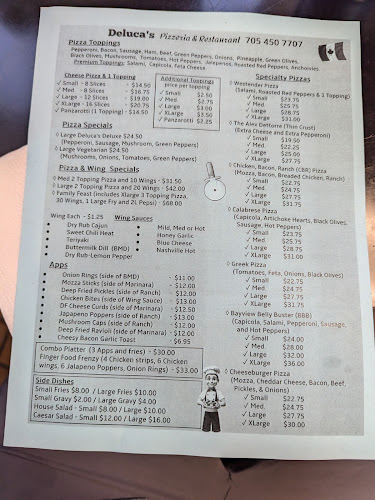 Deluca's Pizzeria & Restaurant 705 450 7707
Pizza Toppings
Pepperoni, Bacon, Sausage, Ham, Beef, Green Peppers, Onions, Pineapple, Green Olives,
Black Olives, Mushrooms, Tomatoes, Hot Peppers, Jalapenos, Roasted Red Peppers, Anchovies.
Premium Toppings: Salami, Capicola, Feta Cheese
Cheese Pizza & 1 Topping
✓ Small - 8 Slices - $14.50
✓ Med. - 8 Slices - $16.75
✓ Large - 12 Slices - $19.00
✓ XLarge - 16 Slices - $20.75
✓ Panzarotti (1 Topping) - $14.50
Additional Toppings
price per topping
Small $2.50
Med $2.75
Large $3.00
XLarge $3.50
Panzarotti $2.25
Pizza Specials
◊ Large Deluca's Deluxe $24.50
(Pepperoni, Sausage, Mushroom, Green Peppers)
◊ Large Vegetarian $24.50
(Mushrooms, Onions, Tomatoes, Green Peppers)
Pizza & Wing Specials
◊ Med 2 Topping Pizza and 20 Wings - $31.50
◊ Large 2 Topping Pizza and 20 Wings - $42.00
◊ Family Feast (includes Xlarge 3 Topping Pizza,
30 Wings, 1 Large Fry and 2L Pepsi) - $68.00
Wing Each - $1.25 Wing Sauces
Dry Rub Cajun
Sweet Chili Heat
Teriyaki
Buttermilk Dill (BMD)
Dry Rub-Lemon Pepper
Mild, Med or Hot
Honey Garlic
Blue Cheese
Nashville Hot
Apps
Onion Rings (side of BMD) - $11.00
Mozza Sticks (side of Marinara) - $12.00
Deep Fried Pickles (side of Ranch) - $12.00
Chicken Bites (side of Wing Sauce) - $13.00
DF Cheese Curds (side of Marinara) - $12.50
Jalapeno Poppers (side of Ranch) - $13.00
Mushroom Caps (side of Ranch) - $12.00
Deep Fried Ravioli (side of Marinara) - $12.00
Cheesy Bacon Garlic Toast - $6.95
Combo Platter (3 Apps and fries) - $30.00
Finger Food Frenzy (4 Chicken strips, 6 Chicken
wings, 6 Jalapeno Poppers, Onion Rings) - $33.00
Side Dishes
Small Fries $8.00 / Large Fries $10.00
Small Gravy $2.00 / Large Gravy $4.00
House Salad - Small $8.00 / Large $10.00
Caesar Salad - Small $12.00 / Large $16.00
Specialty Pizzas
◊ Westender Pizza
(Salami, Roasted Red Peppers & 1 Topping)
✓ Small $23.75
✓ Med. $25.75
✓ Large $28.75
✓ XLarge $31.00
◊ The Alex Dattorre (Thin Crust)
(Extra Cheese and Extra Pepperoni)
✓ Small $19.50
✓ Med. $22.25
✓ Large $25.00
✓ XLarge $27.75
◊ Chicken, Bacon, Ranch (CBR) Pizza
(Mozza, Bacon, Breaded Chicken, Ranch)
✓ Small $22.75
✓ Med. $24.75
✓ Large $27.75
✓ XLarge $31.75
◊ Calabrese Pizza
(Capicola, Artichoke Hearts, Black Olives,
Sausage, Hot Peppers)
✓ Small $23.75
✓ Med. $25.75
✓ Large $28.75
✓ XLarge $31.00
◊ Greek Pizza
(Tomatoes, Feta, Onions, Black Olives)
✓ Small $22.75
✓ Med. $24.75
✓ Large $27.75
✓ XLarge $31.75
◊ Bayview Belly Buster (BBB)
(Capicola, Salami, Pepperoni, Sausage,
and Hot Peppers)
✓ Small $24.00
✓ Med $28.00
✓ Large $32.00
✓ XLarge $36.00
◊ Cheeseburger Pizza
(Mozza, Cheddar Cheese, Bacon, Beef,
Pickles, & Onions)
✓ Small $22.75
✓ Med. $24.75
✓ Large $27.75
✓ XLarge $30.00